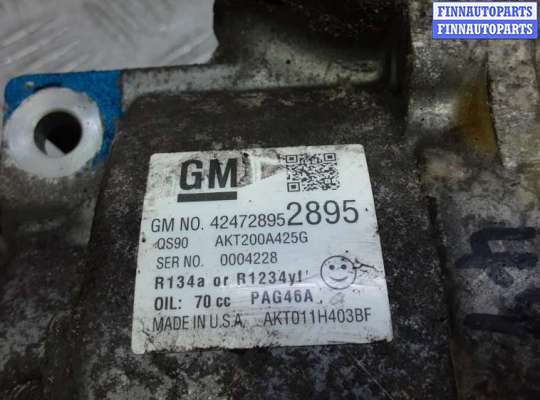 FINNAUTOPARTS
FINNAUTOPARTS
GM
GM NO. 42472895 2895
QS90 AKT200A425G
SER NO. 0004228
R134a or R1234yf
OIL: 70 cc PAG46A
MADE IN U.S.A. AKT011H403BF